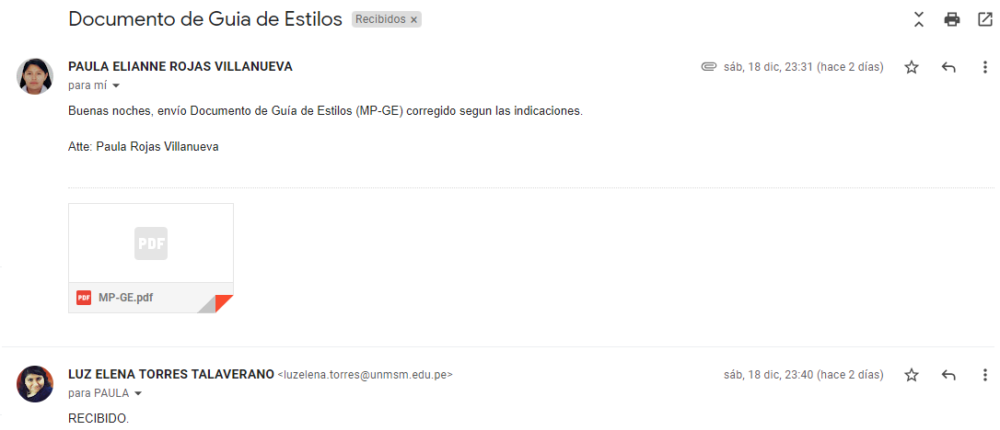 Documento de Guia de Estilos Recibidos ×
PAULA ELIANNE ROJAS VILLANUEVA sáb, 18 dic, 23:31 (hace 2 días)
para mí
Buenas noches, envío Documento de Guía de Estilos (MP-GE) corregido segun las indicaciones.
Atte: Paula Rojas Villanueva
PDF
PDF MP-GE.pdf
LUZ ELENA TORRES TALAVERANO <luzelena.torres@unmsm.edu.pe> sáb, 18 dic, 23:40 (hace 2 días)
para PAULA
RECIBIDO.